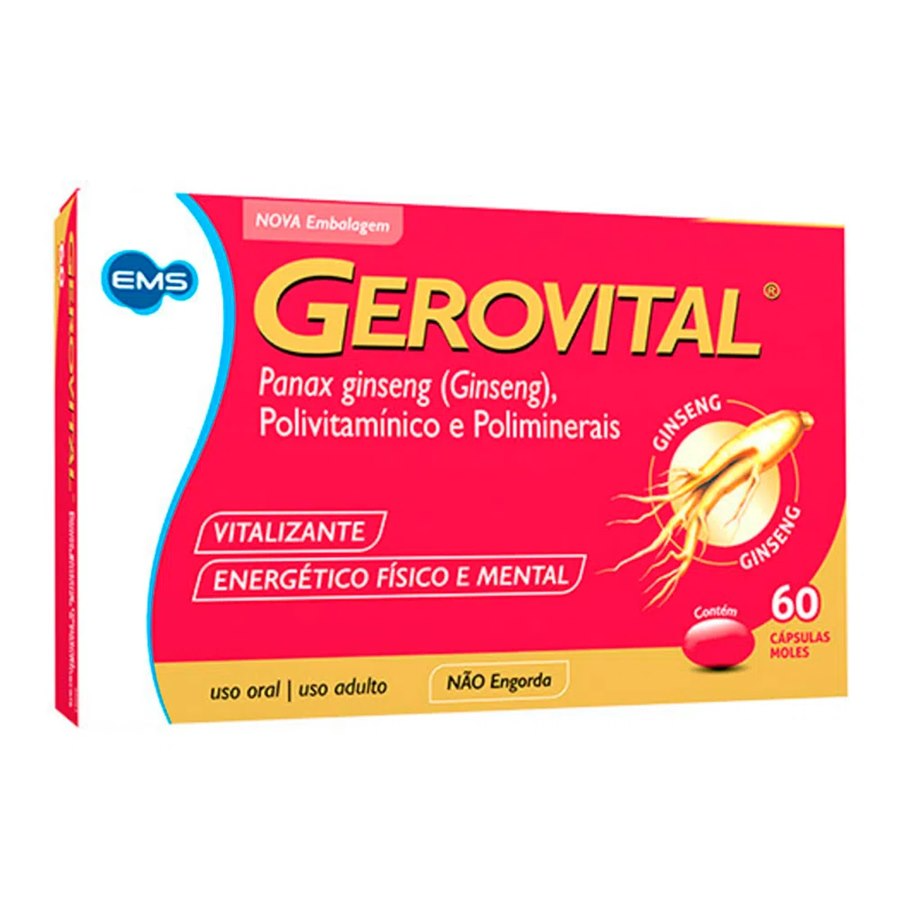 NOVA Embalagem
EMS
GEROVITAL®
Panax ginseng (Ginseng),
Polivitamínico e Poliminerais
GINSENG
GINSENG
VITALIZANTE
ENERGÉTICO FÍSICO E MENTAL
Contém
60
CÁPSULAS
MOLES
uso oral | uso adulto
NÃO Engorda
GEROVITAL